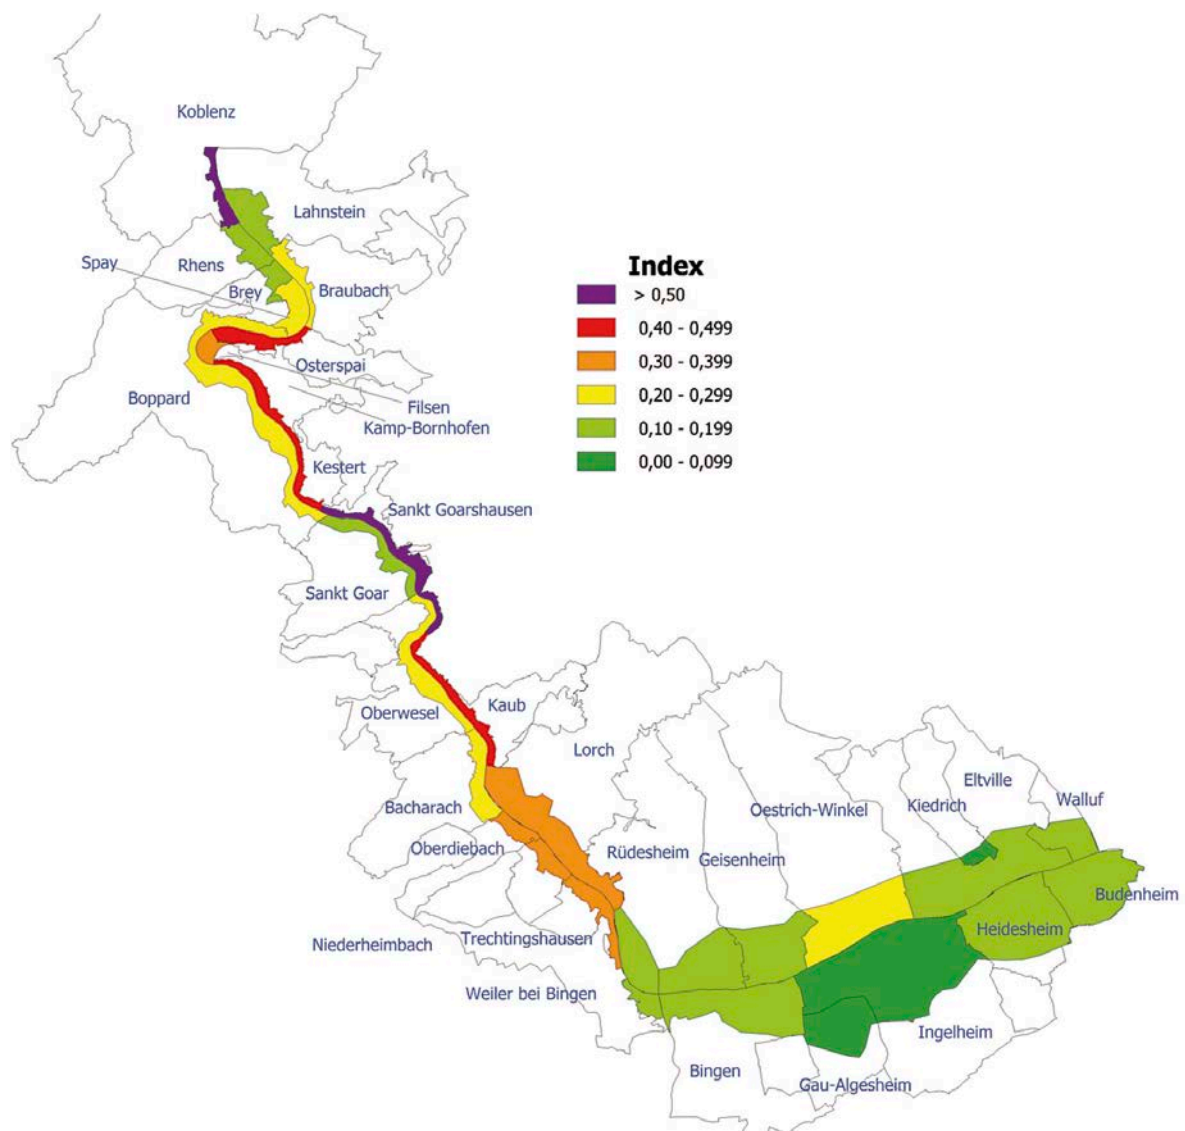 Koblenz
Lahnstein
Spay
Rhens
Brey
Braubach
Osterspai
Boppard
Filsen
Kamp-Bornhofen
Kestert
Sankt Goarshausen
Sankt Goar
Index
> 0,50
0,40 - 0,499
0,30 - 0,399
0,20 - 0,299
0,10 - 0,199
0,00 - 0,099
Oberwesel
Kaub
Lorch
Bacharach
Oberdiebach
Rüdesheim
Geisenheim
Oestrich-Winkel
Kiedrich
Eltville
Walluf
Budenheim
Heidesheim
Niederheimbach
Trechtingshausen
Weiler bei Bingen
Ingelheim
Bingen
Gau-Algesheim